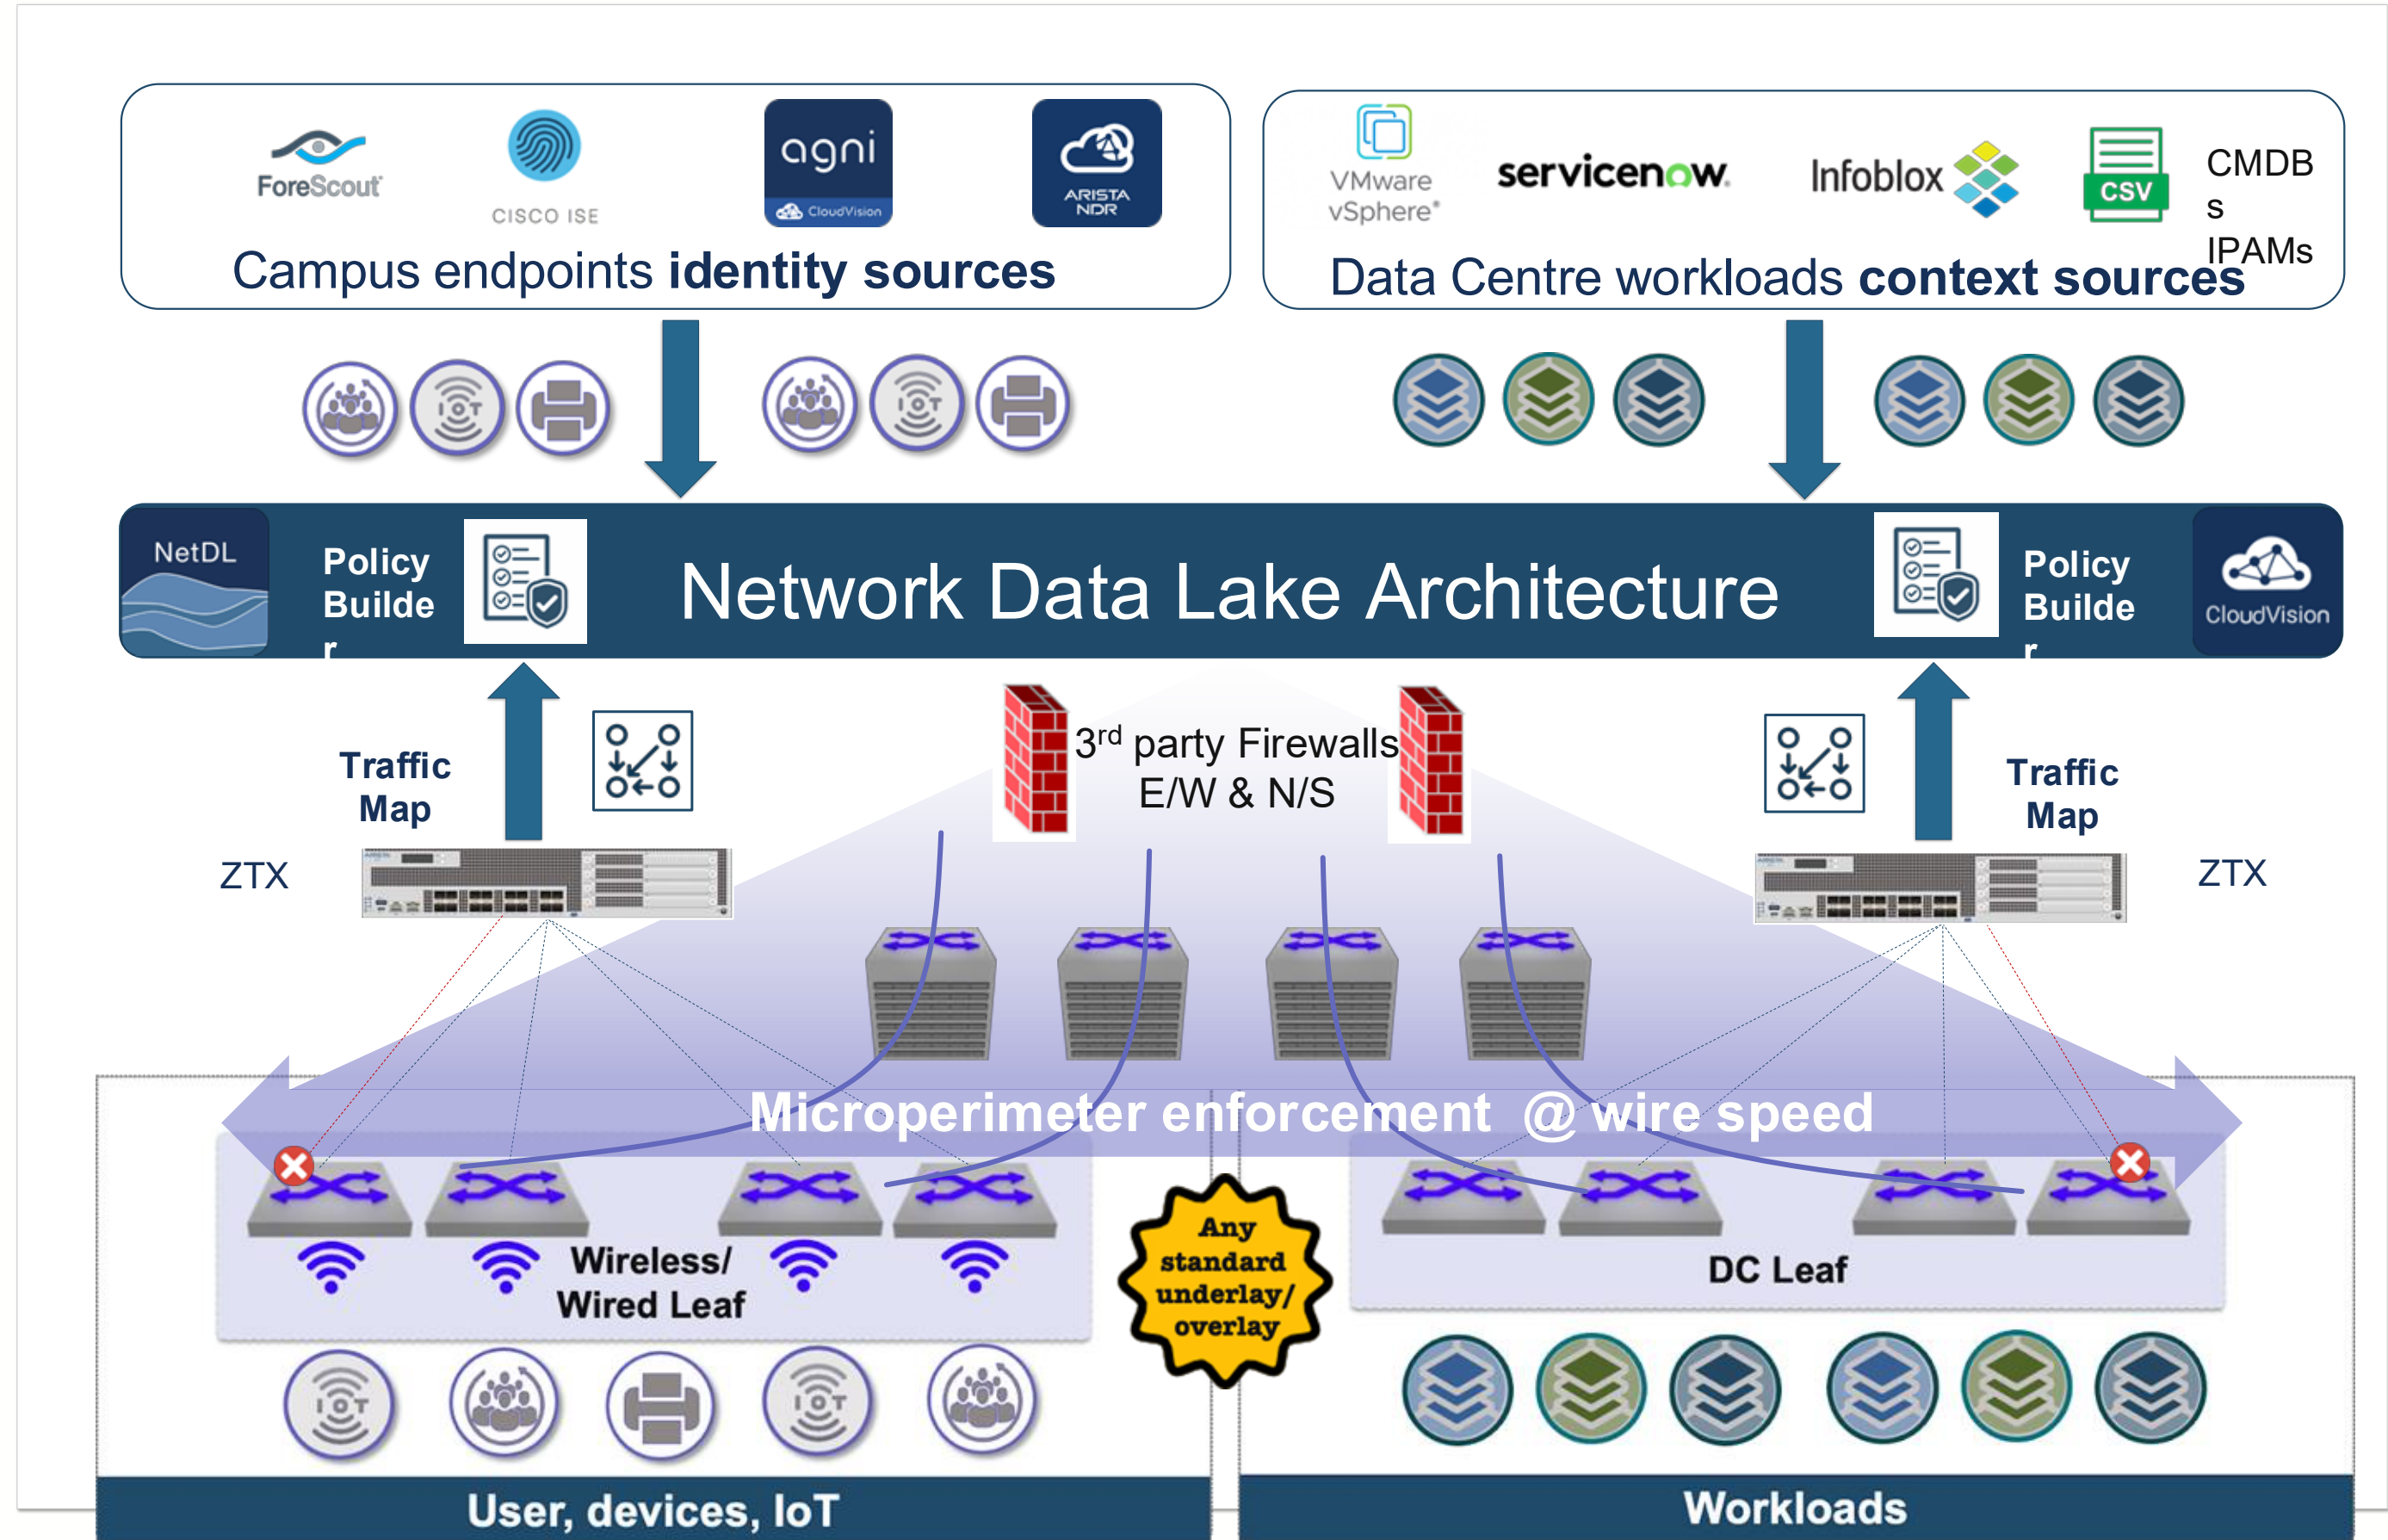 ForeScout
CISCO ISE
agni
CloudVision
ARISTA
NDR
Campus endpoints identity sources
VMware
vSphere®
servicenow.
Infoblox
CSV
CMDB
s
IPAMs
Data Centre workloads context sources
NetDL
Policy
Builde
r
Network Data Lake Architecture
Policy
Builde
r
CloudVision
Traffic
Map
3rd party Firewalls
E/W & N/S
Traffic
Map
ZTX
ZTX
Microperimeter enforcement @ wire speed
Wireless/
Wired Leaf
Any
standard
underlay/
overlay
DC Leaf
User, devices, IoT
Workloads